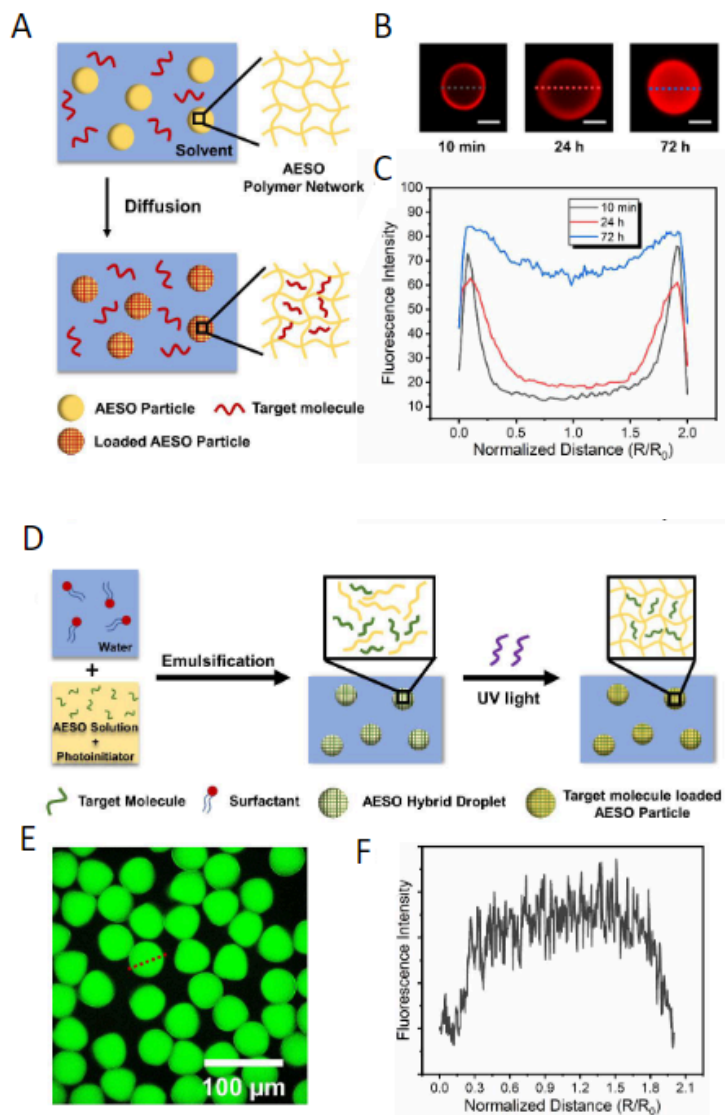 A
Solvent
AESO
Polymer Network
Diffusion
AESO Particle
Target molecule
Loaded AESO Particle
B
10 min
24 h
72 h
C
Fluorescence Intensity
100
90
80
70
60
50
40
30
20
10
10 min
24 h
72 h
0.0
0.5
1.0
1.5
2.0
Normalized Distance (R/R₀)
D
Water
+
AESO Solution
+
Photoinitiator
Emulsification
UV light
Target Molecule
Surfactant
AESO Hybrid Droplet
Target molecule loaded
AESO Particle
E
100 µm
F
Fluorescence Intensity
0.0
0.3
0.6
0.9
1.2
1.5
1.8
2.1
Normalized Distance (R/R₀)